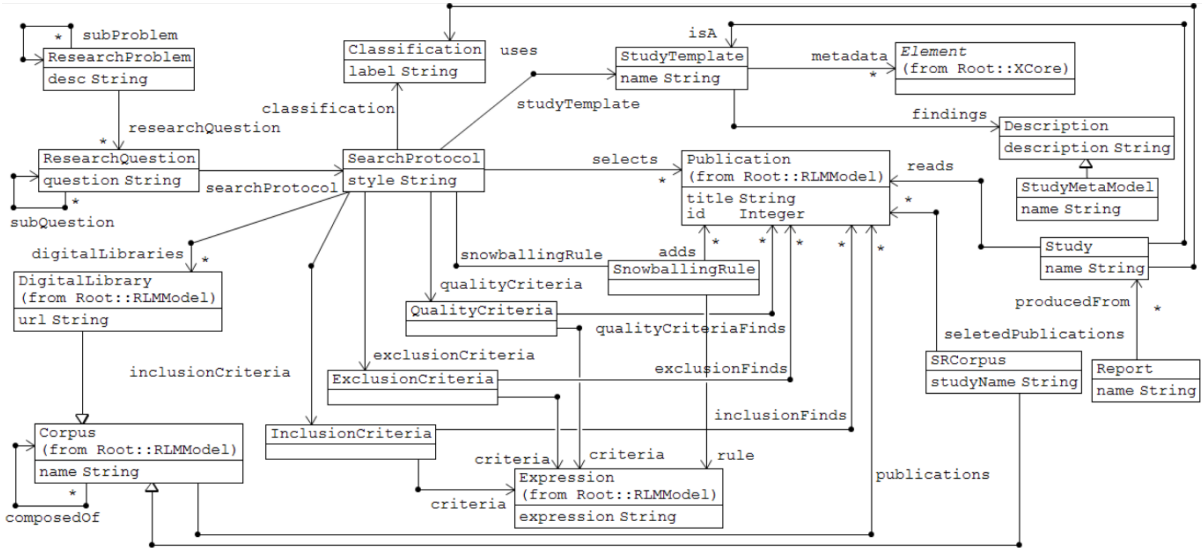 subProblem
*
ResearchProblem
desc String
researchQuestion
*
ResearchQuestion
question String
*
subQuestion
searchProtocol
Classification
label String
classification
uses
isA
StudyTemplate
name String
studyTemplate
metadata
*
Element
(from Root::XCore)
findings
Description
description String
StudyMetaModel
name String
SearchProtocol
style String
selects
*
Publication
(from Root::RLMModel)
title String
id Integer
reads
*
Study
name String
producedFrom
*
Report
name String
seletedPublications
SRCorpus
studyName String
digitalLibraries
*
DigitalLibrary
(from Root::RLMModel)
url String
snowballingRule
adds
*
*
*
*
*
SnowballingRule
qualityCriteria
QualityCriteria
qualityCriteriaFinds
exclusionCriteria
ExclusionCriteria
exclusionFinds
inclusionCriteria
InclusionCriteria
inclusionFinds
criteria
criteria
criteria
rule
Expression
(from Root::RLMModel)
expression String
publications
Corpus
(from Root::RLMModel)
name String
*
composedOf